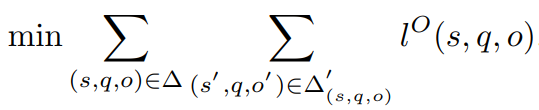 min ∑_{(s,q,o)∈Δ} ∑_{(s′,q,o′)∈Δ′_{(s,q,o)}} l^O(s, q, o)